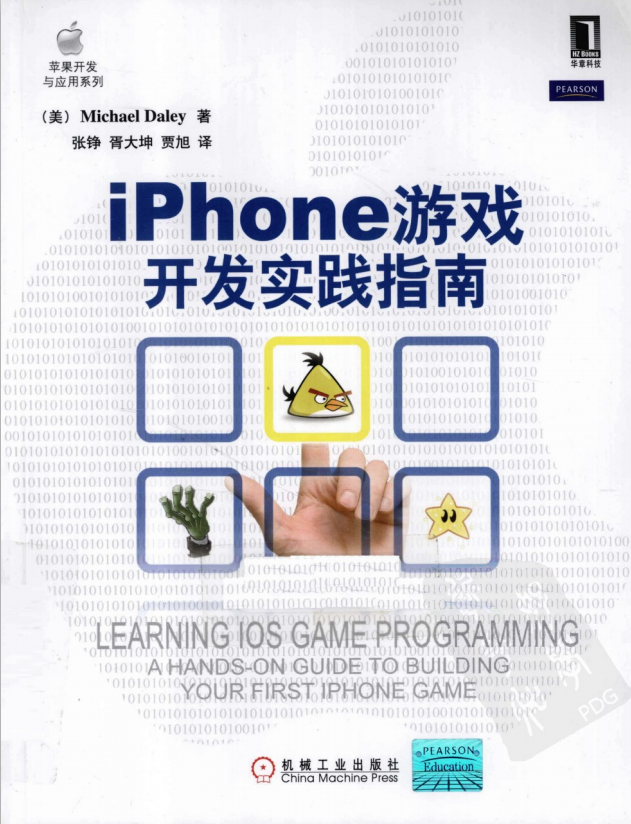 苹果开发
与应用系列
HZ BOOKS
华章科技
PEARSON
(美) Michael Daley 著
张铮 胥大坤 贾旭 译
iPhone游戏
开发实践指南
LEARNING IOS GAME PROGRAMMING
A HANDS-ON GUIDE TO BUILDING
YOUR FIRST IPHONE GAME
PDG
机械工业出版社
China Machine Press
PEARSON
Education